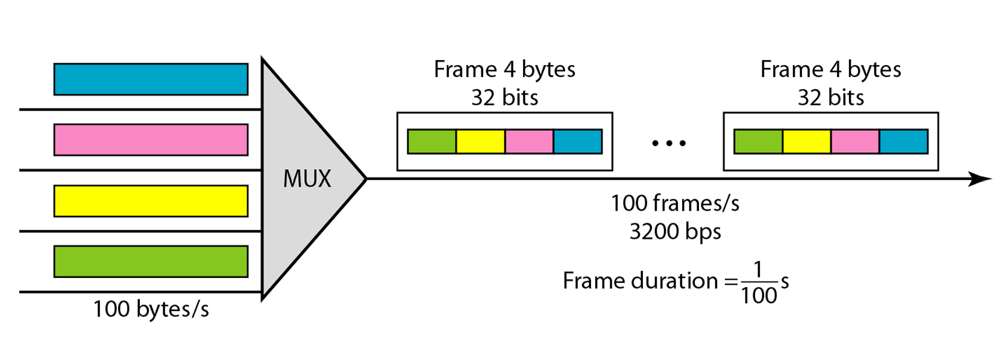 Frame 4 bytes
32 bits
Frame 4 bytes
32 bits
MUX
...
100 frames/s
3200 bps
Frame duration = 1/100 s
100 bytes/s